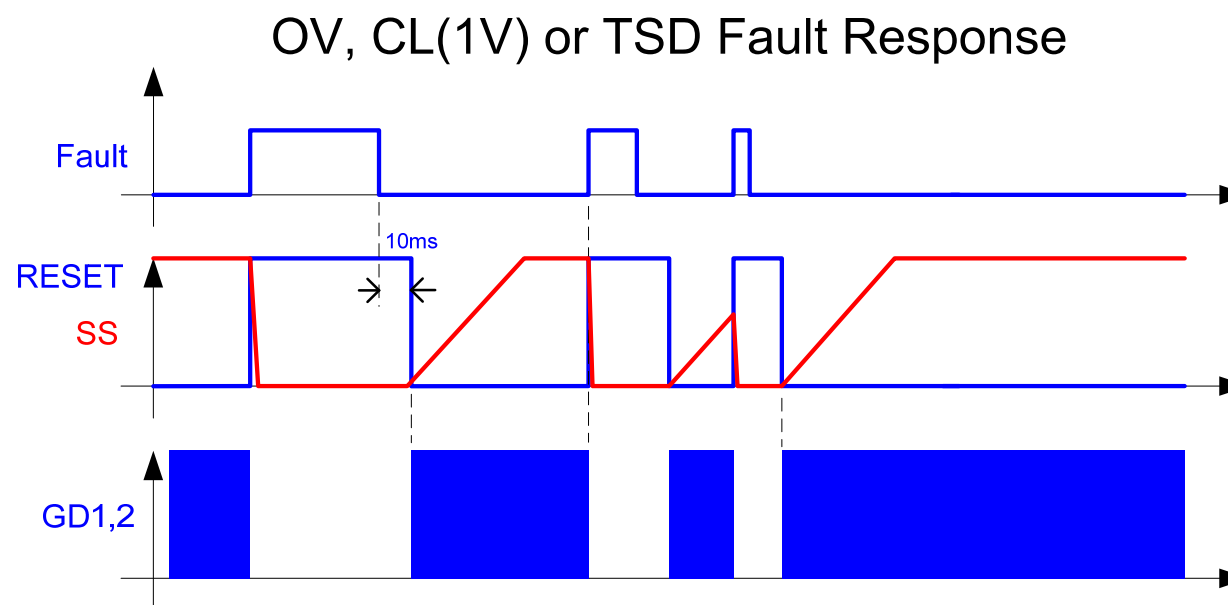 OV, CL(1V) or TSD Fault Response
Fault
10ms
RESET
SS
GD1,2